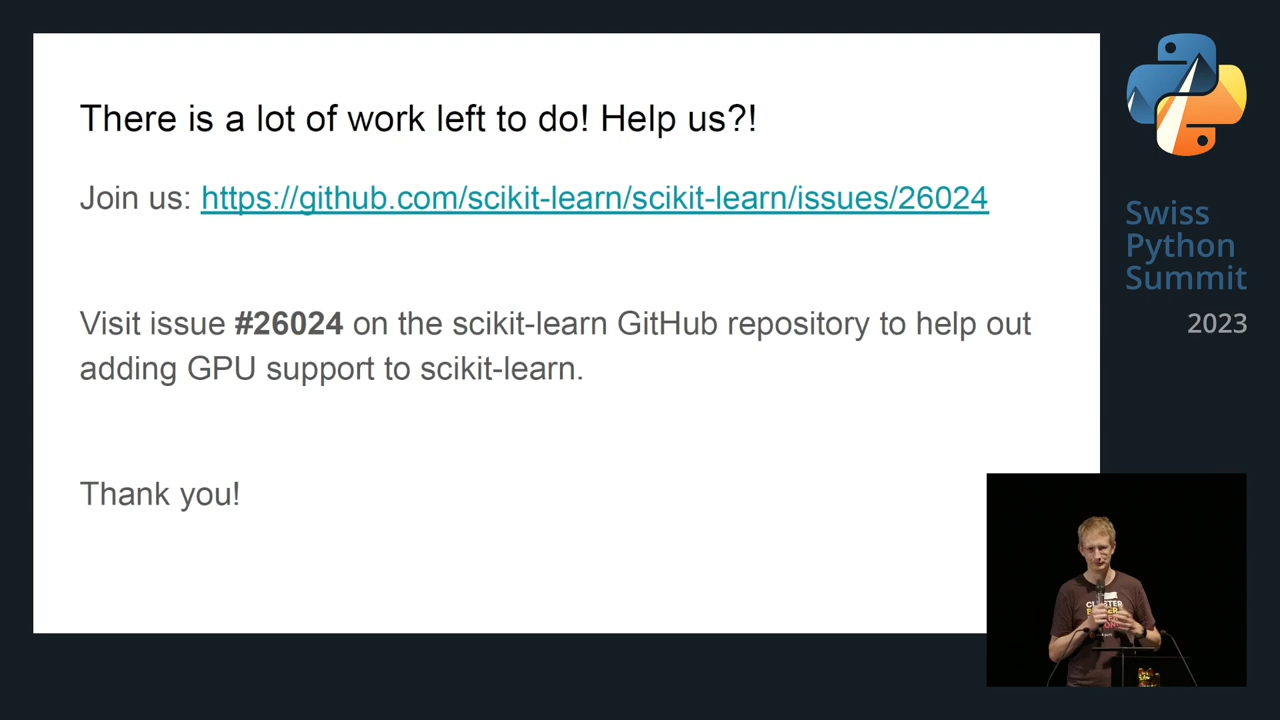 There is a lot of work left to do! Help us?!
Join us: https://github.com/scikit-learn/scikit-learn/issues/26024
Visit issue #26024 on the scikit-learn GitHub repository to help out
adding GPU support to scikit-learn.
Thank you!
Swiss
Python
Summit
2023